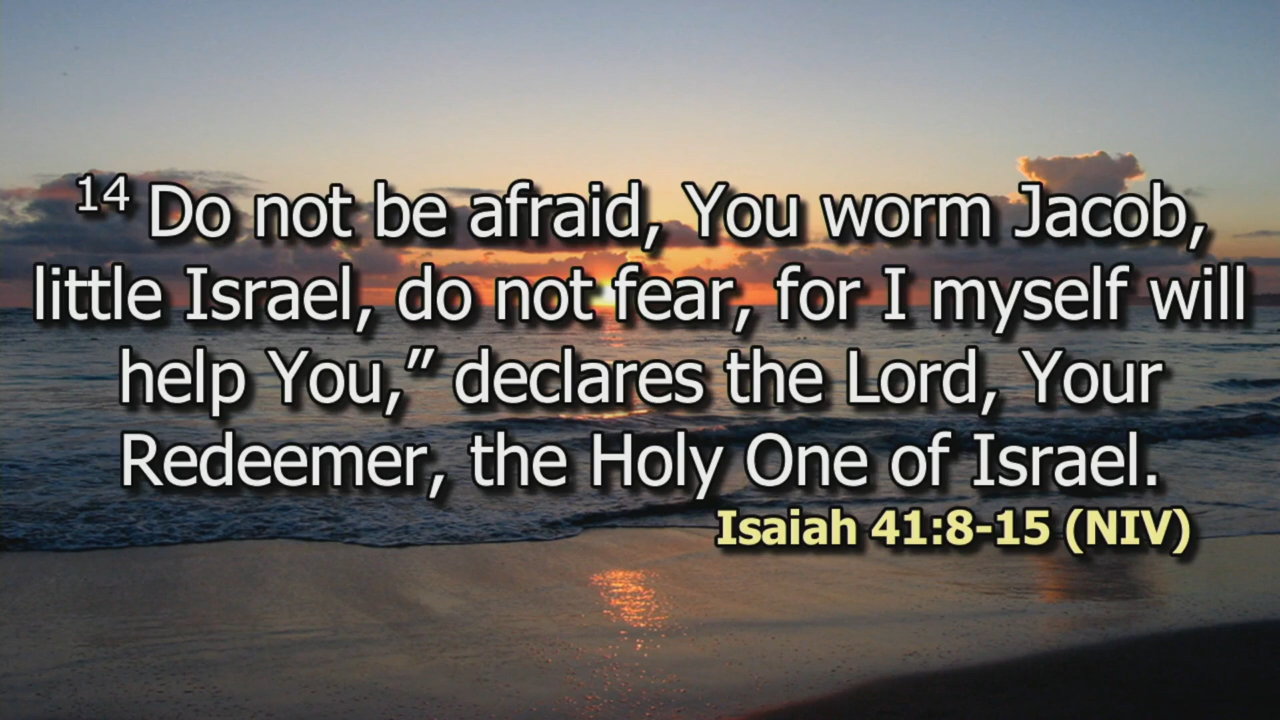 14 Do not be afraid, You worm Jacob,
little Israel, do not fear, for I myself will
help You,” declares the Lord, Your
Redeemer, the Holy One of Israel.
Isaiah 41:8-15 (NIV)